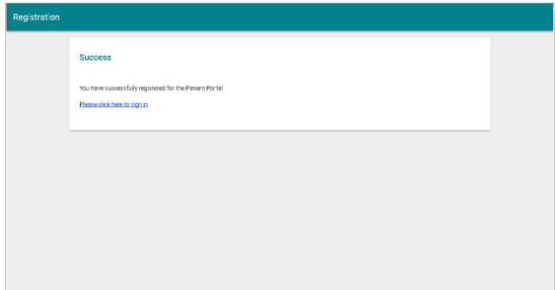 Registration
Success
You have successfully registered for the Patient Portal
Please click here to sign in